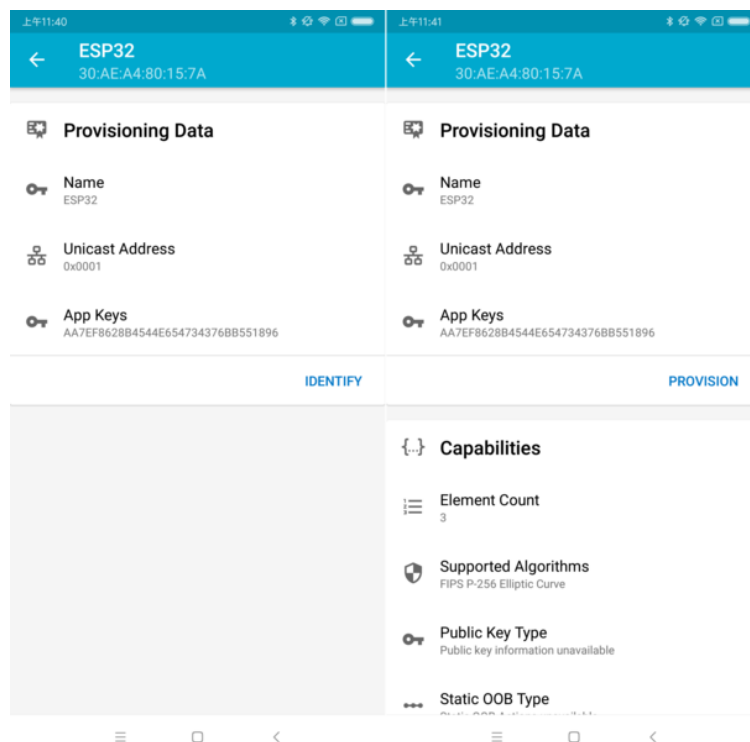 上午11:40
ESP32
30:AE:A4:80:15:7A
Provisioning Data
Name
ESP32
Unicast Address
0x0001
App Keys
AA7EF8628B4544E654734376BB551896
IDENTIFY
上午11:41
ESP32
30:AE:A4:80:15:7A
Provisioning Data
Name
ESP32
Unicast Address
0x0001
App Keys
AA7EF8628B4544E654734376BB551896
PROVISION
{...} Capabilities
Element Count
3
Supported Algorithms
FIPS P-256 Elliptic Curve
Public Key Type
Public key information unavailable
Static OOB Type